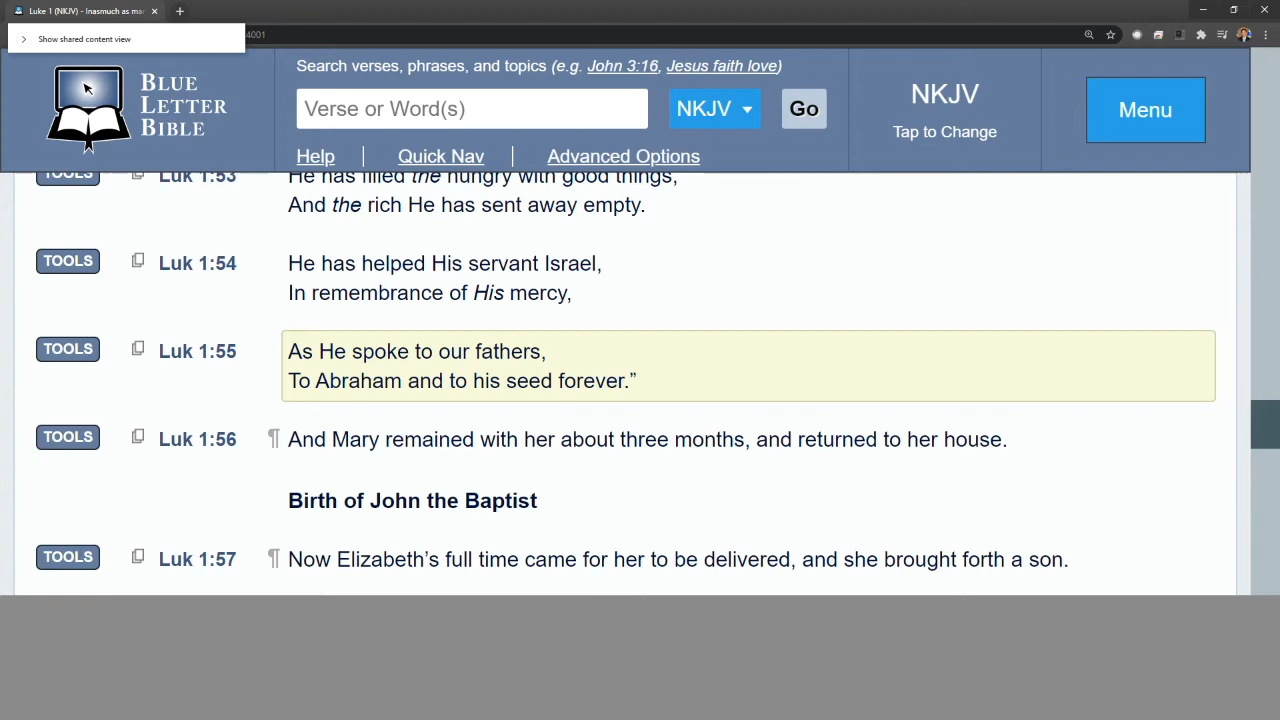 Luke 1 (NKJV) - Inasmuch as ma
Show shared content view
4001
BLUE
LETTER
BIBLE
Search verses, phrases, and topics (e.g. John 3:16, Jesus faith love)
Verse or Word(s)
NKJV
Go
Help
Quick Nav
Advanced Options
NKJV
Tap to Change
Menu
TOOLS Luk 1:53 He has filled the hungry with good things,
And the rich He has sent away empty.
TOOLS Luk 1:54 He has helped His servant Israel,
In remembrance of His mercy,
TOOLS Luk 1:55 As He spoke to our fathers,
To Abraham and to his seed forever.”
TOOLS Luk 1:56 ¶ And Mary remained with her about three months, and returned to her house.
Birth of John the Baptist
TOOLS Luk 1:57 ¶ Now Elizabeth’s full time came for her to be delivered, and she brought forth a son.